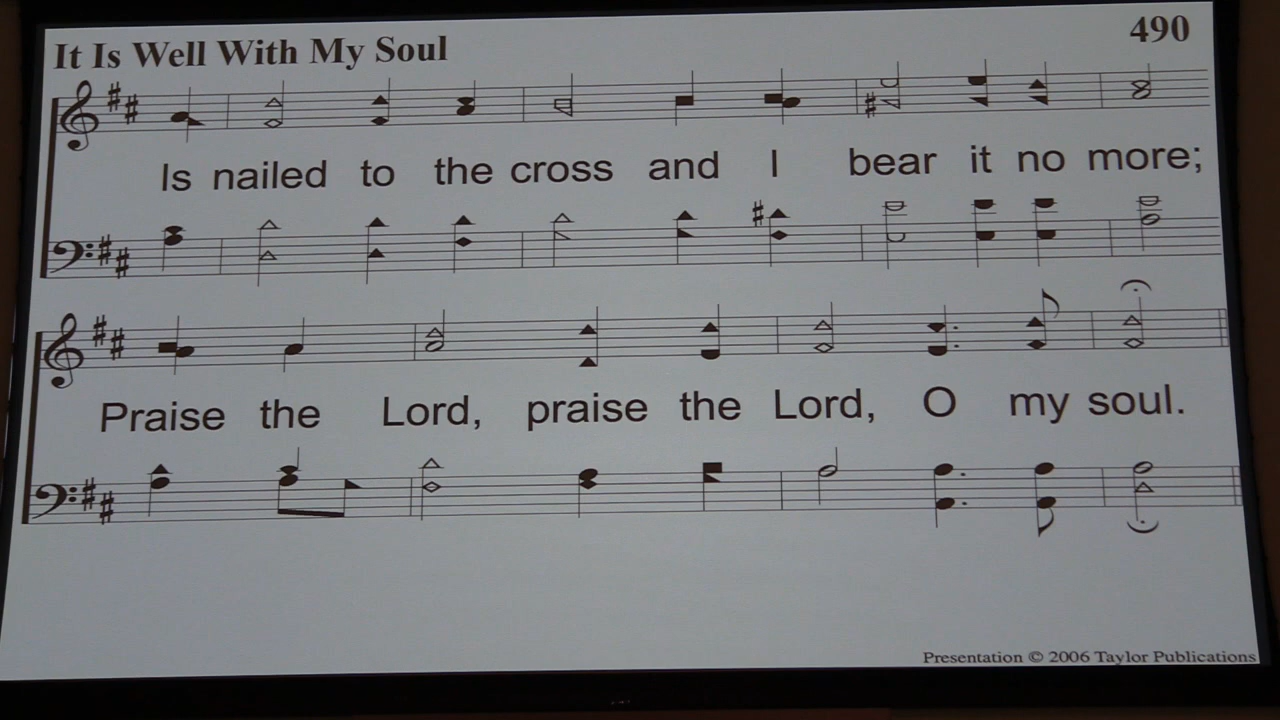 It Is Well With My Soul
490
Is nailed to the cross and I bear it no more;
Praise the Lord, praise the Lord, O my soul.
Presentation © 2006 Taylor Publications